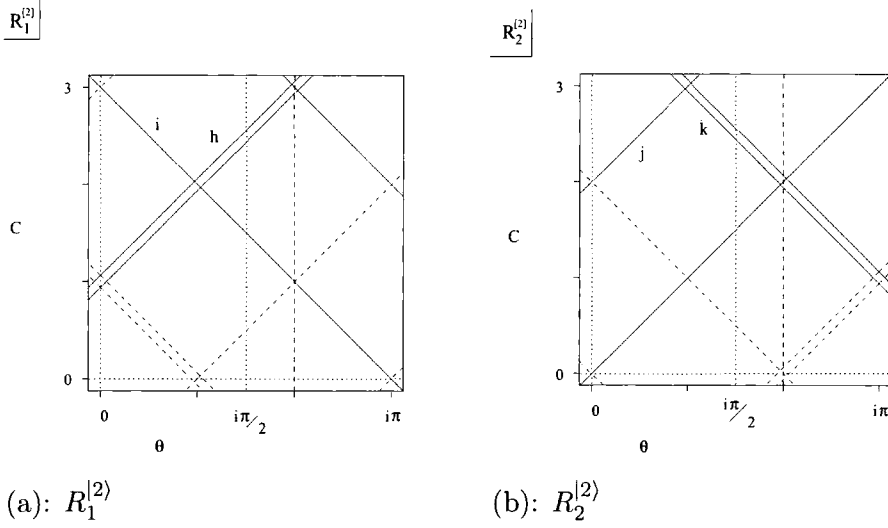 R_1^{|2⟩}
3
i
h
C
0
0
iπ/2
iπ
θ
(a): R_1^{|2⟩}
R_2^{|2⟩}
3
j
k
C
0
0
iπ/2
iπ
θ
(b): R_2^{|2⟩}